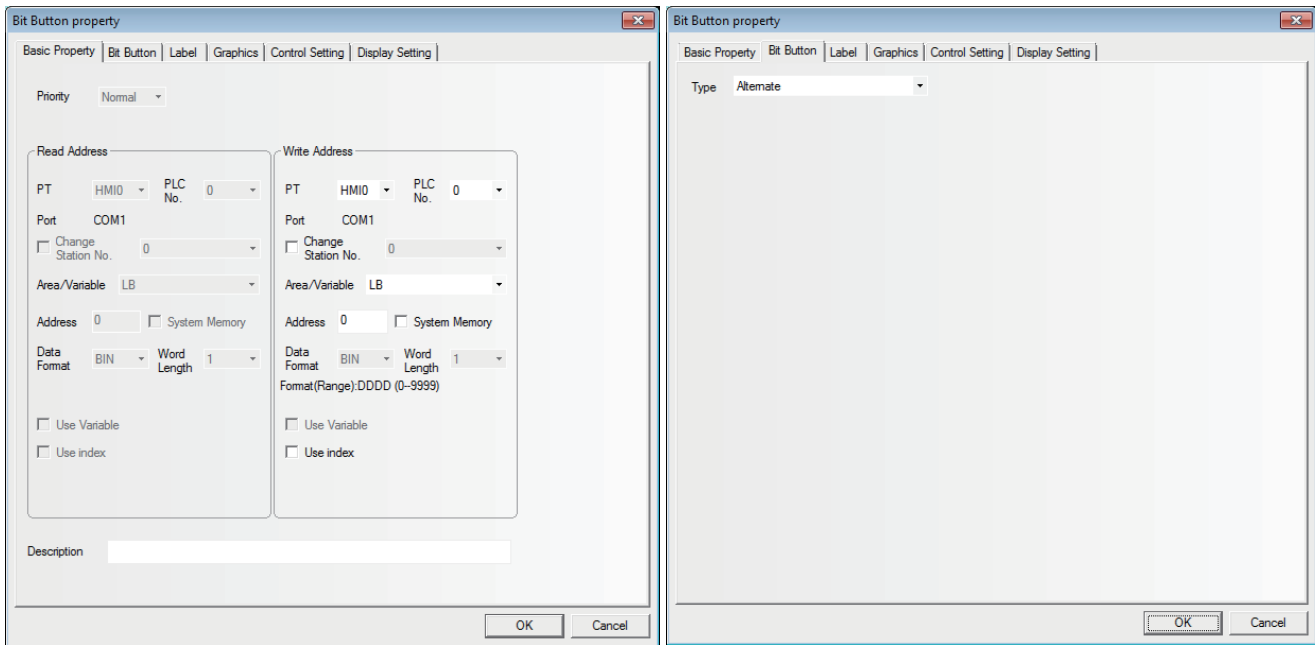 Bit Button property
Basic Property Bit Button Label Graphics Control Setting Display Setting
Priority Normal
Read Address
PT HMI0 PLC No. 0
Port COM1
Change Station No. 0
Area/Variable LB
Address 0 System Memory
Data Format BIN Word Length 1
Use Variable
Use index
Write Address
PT HMI0 PLC No. 0
Port COM1
Change Station No. 0
Area/Variable LB
Address 0 System Memory
Data Format BIN Word Length 1
Format(Range):DDDD (0--9999)
Use Variable
Use index
Description
OK Cancel
Bit Button property
Basic Property Bit Button Label Graphics Control Setting Display Setting
Type Alternate
OK Cancel